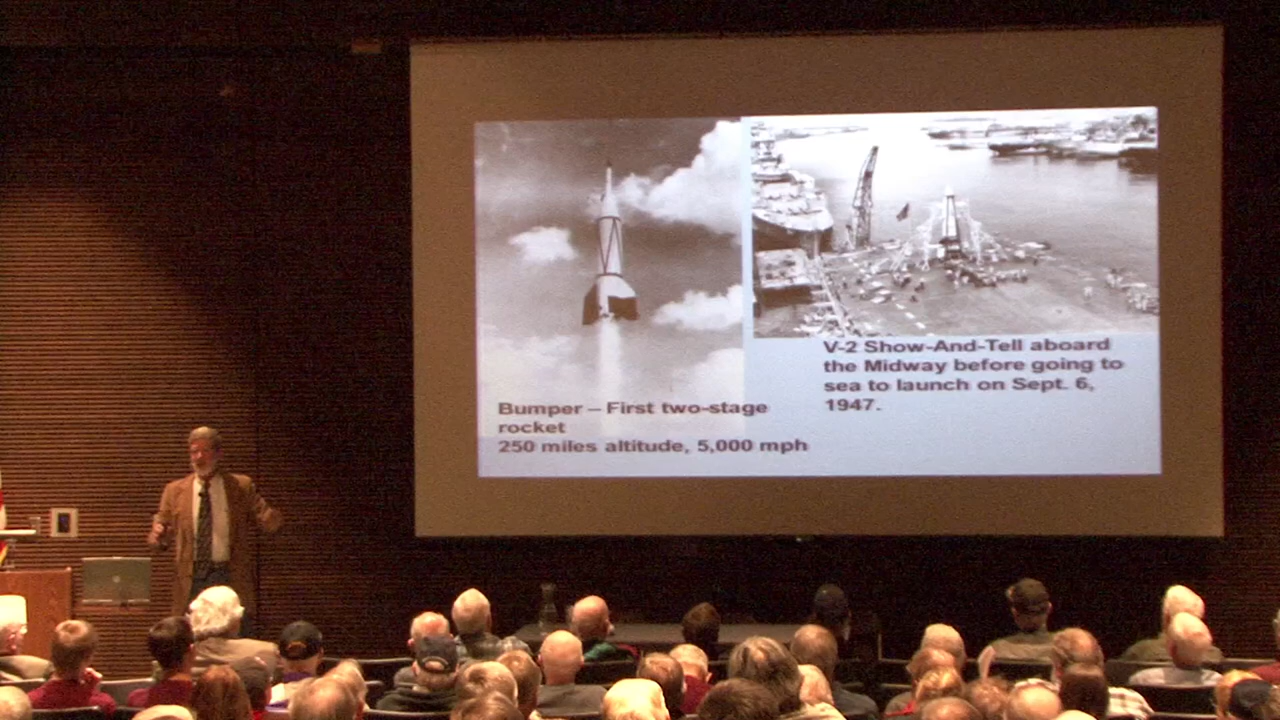 Bumper – First two-stage
rocket
250 miles altitude, 5,000 mph
V-2 Show-And-Tell aboard
the Midway before going to
sea to launch on Sept. 6,
1947.